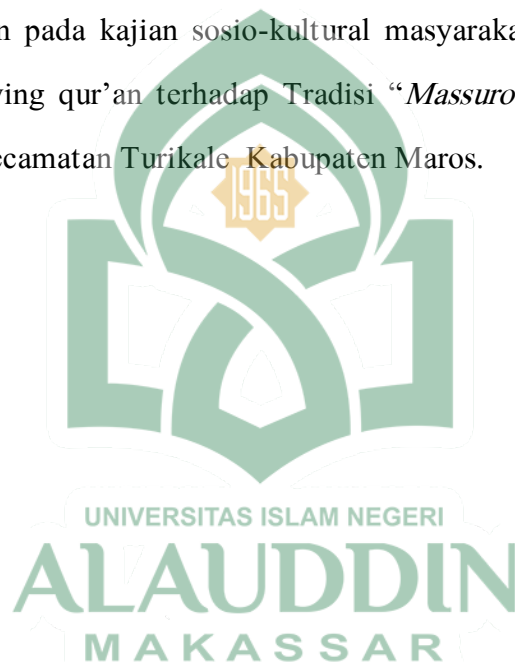 n pada kajian sosio-kultural masyaraka
ving qur’an terhadap Tradisi “Massuro
ecamatan Turikale Kabupaten Maros.
1965
UNIVERSITAS ISLAM NEGERI
ALAUDDIN
MAKASSAR